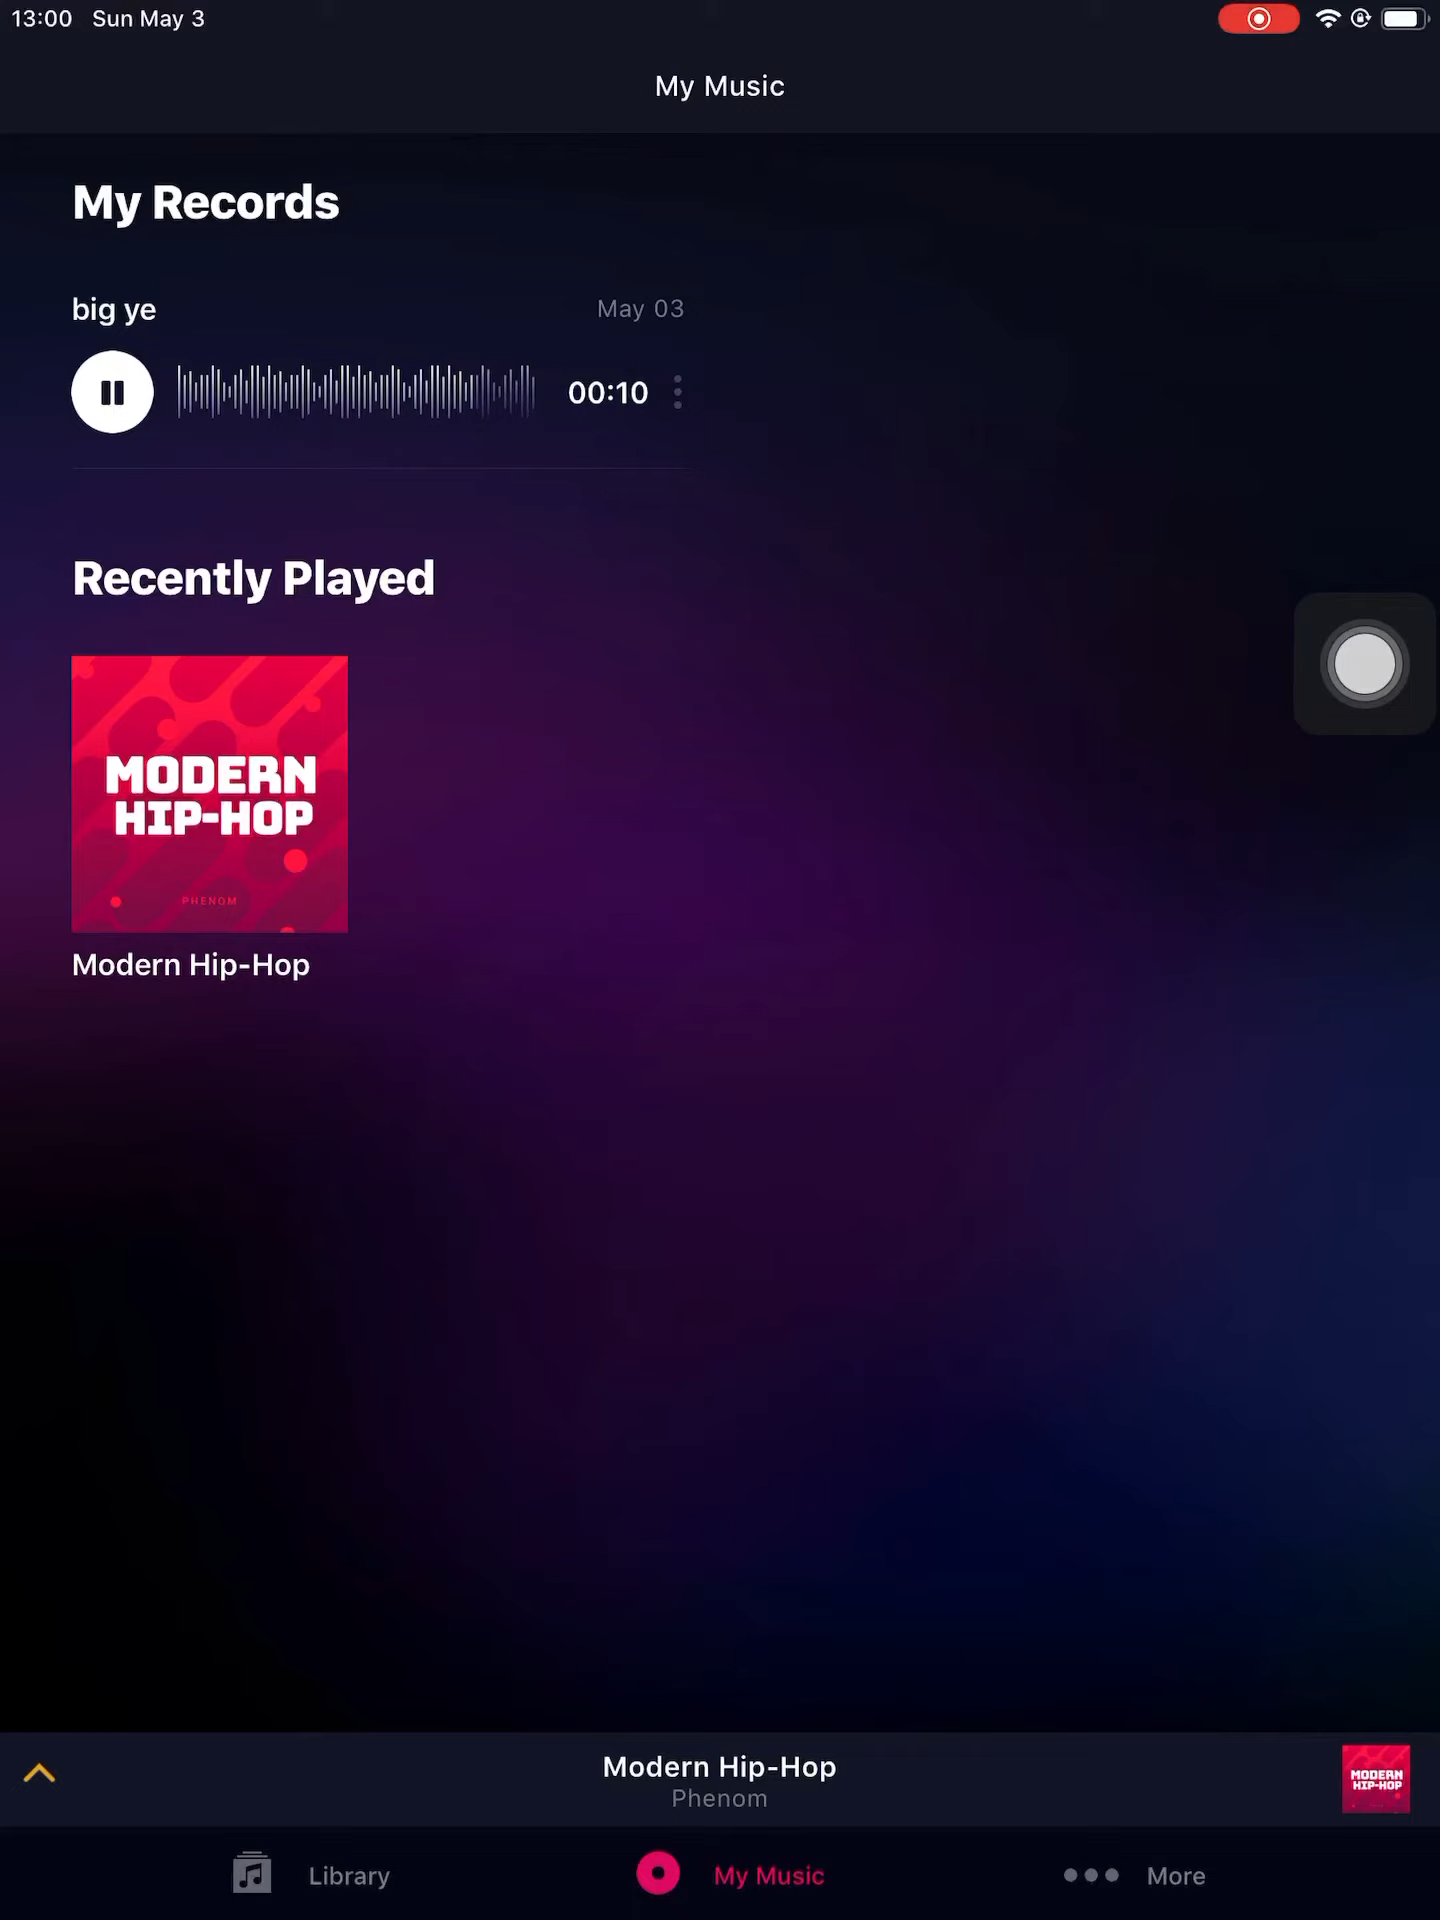 13:00 Sun May 3
My Music
My Records
big ye
May 03
00:10
Recently Played
MODERN
HIP-HOP
PHENOM
Modern Hip-Hop
Modern Hip-Hop
Phenom
MODERN
HIP-HOP
Library
My Music
More